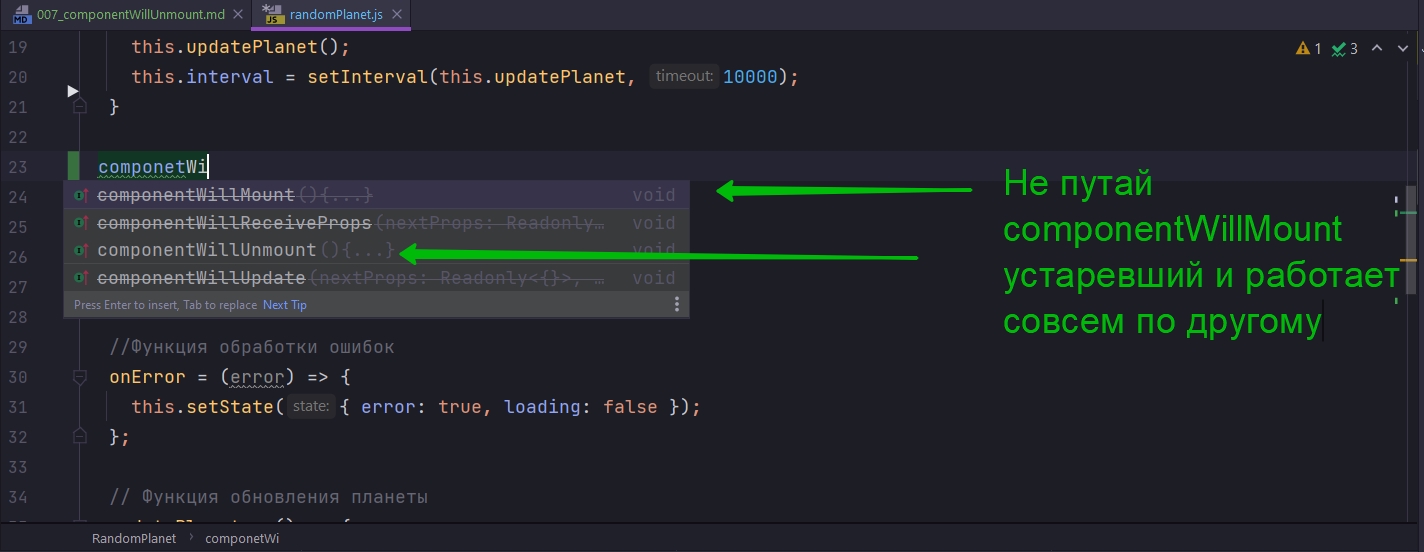 007_componentWillUnmount.md
randomPlanet.js
19 this.updatePlanet();
1 3
20 this.interval = setInterval(this.updatePlanet, timeout: 10000);
21 }
22
23 componetWi
24 componentWillMount(){...} void
25 componentWillReceiveProps(nextProps: Readonly… void
26 componentWillUnmount(){...} void
27 componentWillUpdate(nextProps: Readonly<{}>, … void
Press Enter to insert, Tab to replace Next Tip
Не путай
componentWillMount
устаревший и работает
совсем по другому
28
29 //Функция обработки ошибок
30 onError = (error) => {
31 this.setState( state: { error: true, loading: false });
32 };
33
34 // Функция обновления планеты
RandomPlanet > componetWi